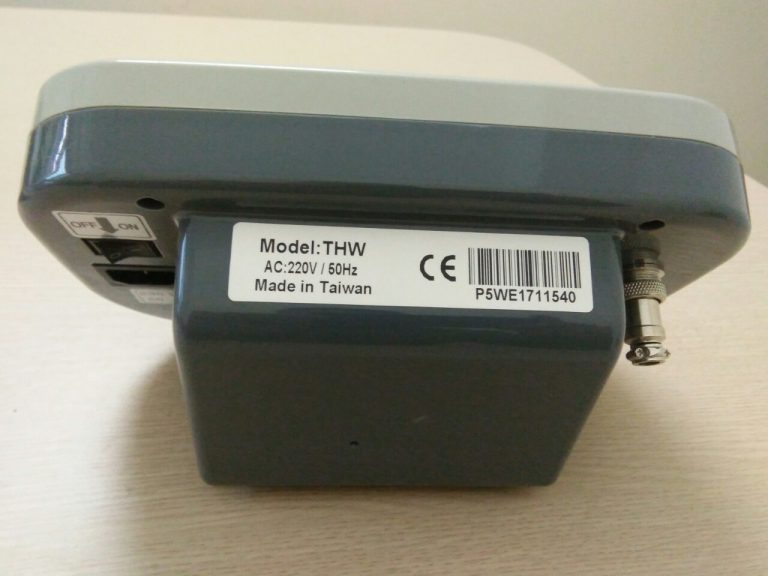 OFF ON
Model:THW
AC:220V / 50Hz
Made in Taiwan
CE
P5WE1711540